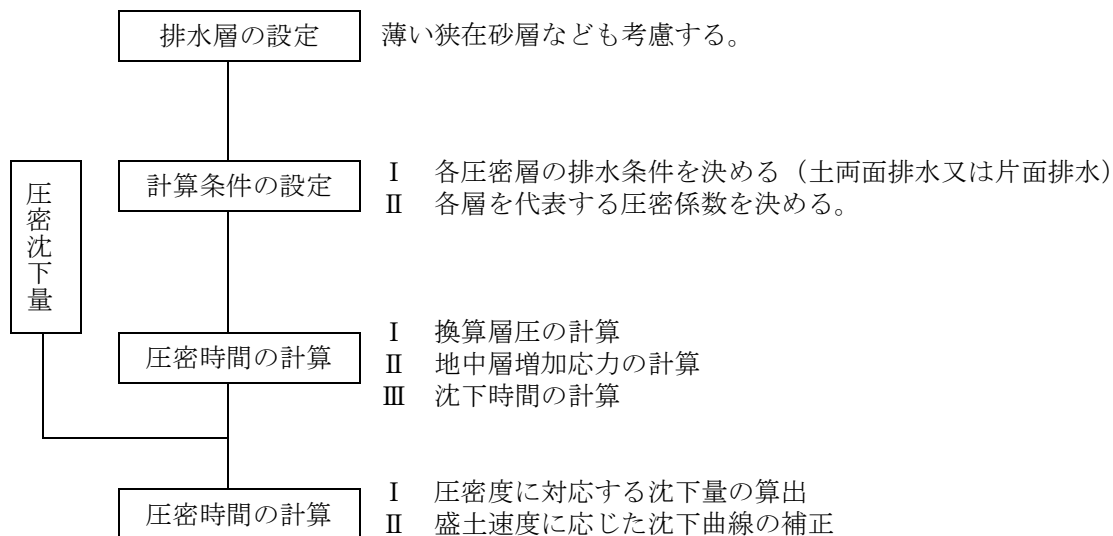 排水層の設定
薄い狭在砂層なども考慮する。
圧密沈下量
計算条件の設定
Ⅰ 各圧密層の排水条件を決める（土両面排水又は片面排水）
Ⅱ 各層を代表する圧密係数を決める。
圧密時間の計算
Ⅰ 換算層圧の計算
Ⅱ 地中層増加応力の計算
Ⅲ 沈下時間の計算
圧密時間の計算
Ⅰ 圧密度に対応する沈下量の算出
Ⅱ 盛土速度に応じた沈下曲線の補正